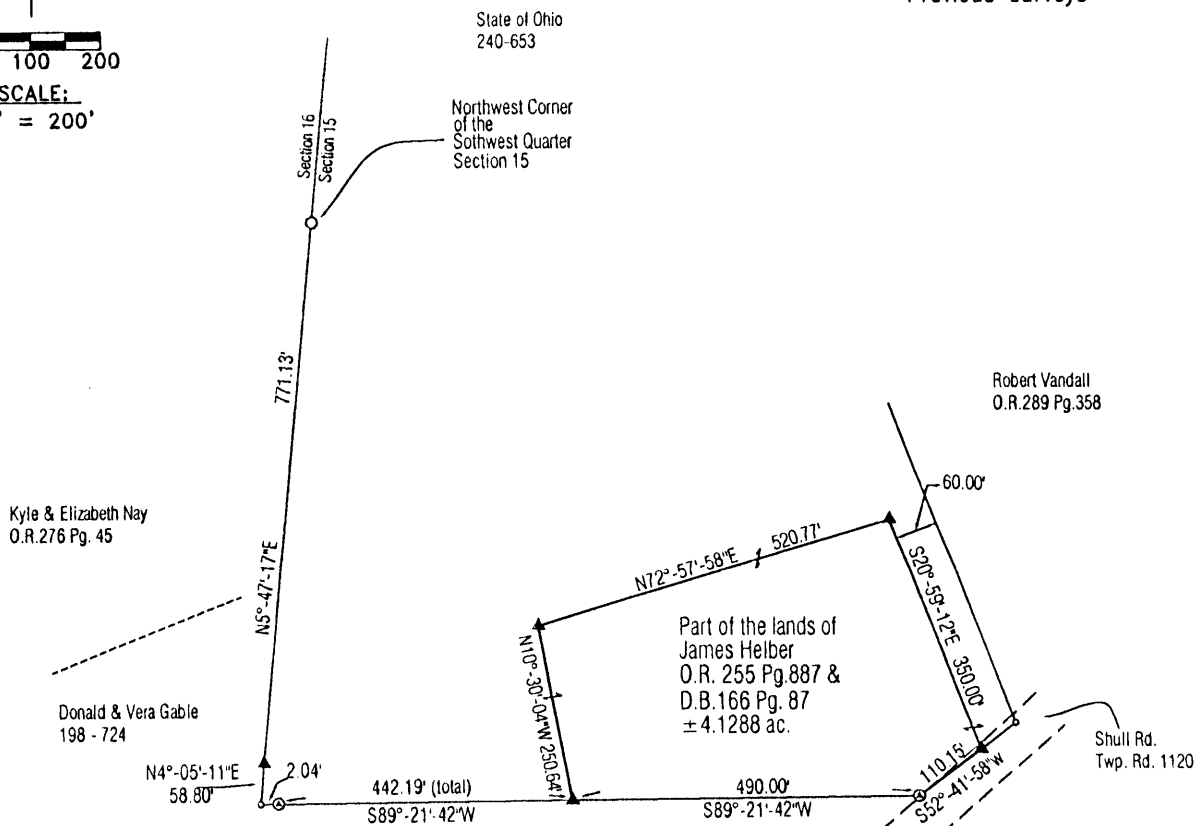 Previous Surveys
State of Ohio
240-653
100 200
SCALE:
" = 200'
Northwest Corner
of the
Sothwest Quarter
Section 15
Section 16
Section 15
771.13'
N5°-47'-17"E
Robert Vandall
O.R.289 Pg.358
60.00'
Kyle & Elizabeth Nay
O.R.276 Pg. 45
N72°-57'-58"E 520.77'
S20°-59'-12"E 350.00'
N10°-30'-04"W 250.64'
Part of the lands of
James Helber
O.R. 255 Pg.887 &
D.B.166 Pg. 87
±4.1288 ac.
Donald & Vera Gable
198 - 724
Shull Rd.
Twp. Rd. 1120
N4°-05'-11"E
58.80'
2.04'
442.19' (total)
S89°-21'-42"W
490.00'
S89°-21'-42"W
110.15'
S52°-41'-58"W